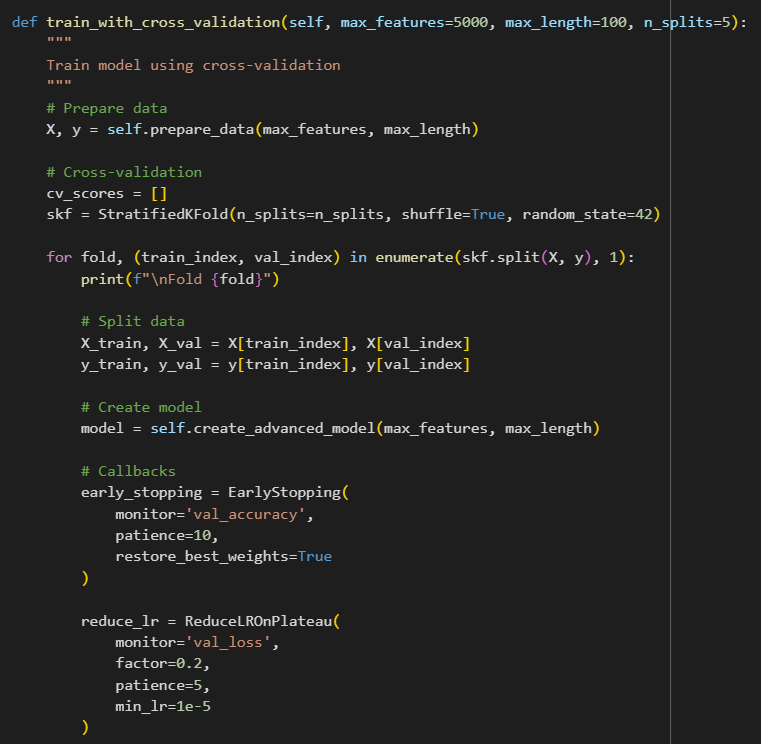 def train_with_cross_validation(self, max_features=5000, max_length=100, n_splits=5):
    """
    Train model using cross-validation
    """
    # Prepare data
    X, y = self.prepare_data(max_features, max_length)

    # Cross-validation
    cv_scores = []
    skf = StratifiedKFold(n_splits=n_splits, shuffle=True, random_state=42)

    for fold, (train_index, val_index) in enumerate(skf.split(X, y), 1):
        print(f"\nFold {fold}")

        # Split data
        X_train, X_val = X[train_index], X[val_index]
        y_train, y_val = y[train_index], y[val_index]

        # Create model
        model = self.create_advanced_model(max_features, max_length)

        # Callbacks
        early_stopping = EarlyStopping(
            monitor='val_accuracy',
            patience=10,
            restore_best_weights=True
        )

        reduce_lr = ReduceLROnPlateau(
            monitor='val_loss',
            factor=0.2,
            patience=5,
            min_lr=1e-5
        )